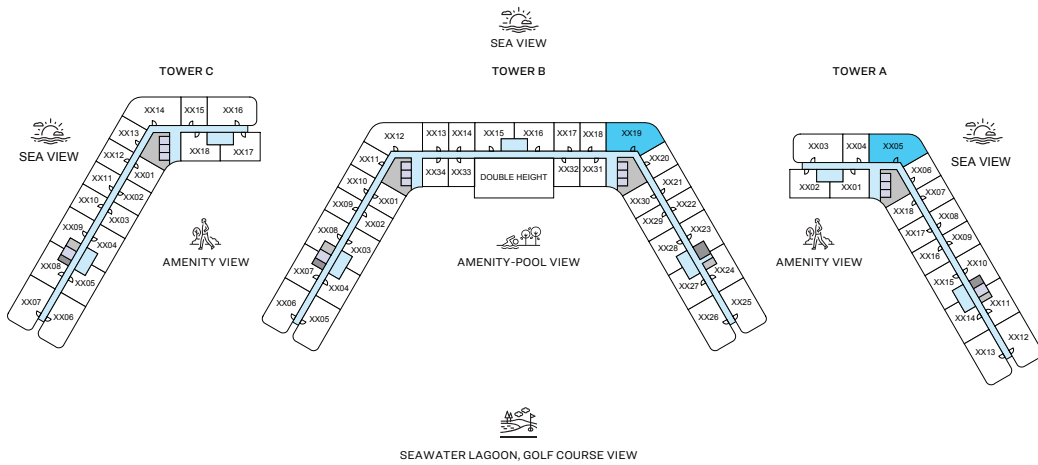 SEA VIEW
TOWER C
TOWER B
TOWER A
SEA VIEW
AMENITY VIEW
XX14
XX15
XX16
XX13
XX12
XX11
XX10
XX09
XX08
XX07
XX18
XX17
XX01
XX02
XX03
XX04
XX05
XX06
XX12
XX13
XX14
XX15
XX16
XX17
XX18
XX19
XX11
XX10
XX01
XX34
XX33
DOUBLE HEIGHT
XX32
XX31
XX20
XX30
XX21
XX02
XX22
XX29
XX08
XX03
XX23
XX28
XX07
XX04
XX24
XX27
XX06
XX05
XX25
XX26
AMENITY-POOL VIEW
XX03
XX04
XX05
XX02
XX01
XX06
XX07
XX18
XX08
XX17
XX09
XX16
XX10
XX15
XX11
XX14
XX12
XX13
AMENITY VIEW
SEA VIEW
SEAWATER LAGOON, GOLF COURSE VIEW